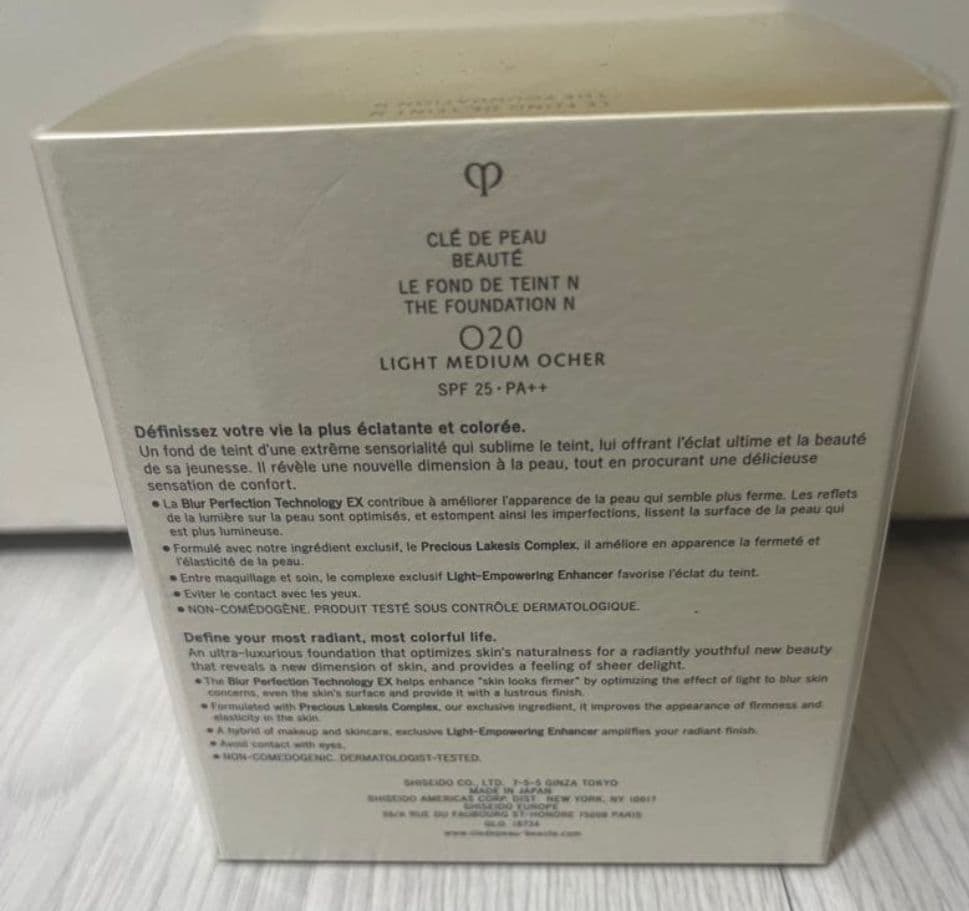 CLÉ DE PEAU
BEAUTÉ
LE FOND DE TEINT N
THE FOUNDATION N
O20
LIGHT MEDIUM OCHER
SPF 25・PA++
Définissez votre vie la plus éclatante et colorée.
Un fond de teint d'une extrême sensorialité qui sublime le teint, lui offrant l'éclat ultime et la beauté
de sa jeunesse. Il révèle une nouvelle dimension à la peau, tout en procurant une délicieuse
sensation de confort.
• La Blur Perfection Technology EX contribue à améliorer l'apparence de la peau qui semble plus ferme. Les reflets
de la lumière sur la peau sont optimisés, et estompent ainsi les imperfections, lissent la surface de la peau qui
est plus lumineuse.
• Formulé avec notre ingrédient exclusif, le Precious Lakesis Complex, il améliore en apparence la fermeté et
l'élasticité de la peau.
• Entre maquillage et soin, le complexe exclusif Light-Empowering Enhancer favorise l'éclat du teint.
• Eviter le contact avec les yeux.
• NON-COMÉDOGÈNE. PRODUIT TESTÉ SOUS CONTRÔLE DERMATOLOGIQUE.
Define your most radiant, most colorful life.
An ultra-luxurious foundation that optimizes skin's naturalness for a radiantly youthful new beauty
that reveals a new dimension of skin, and provides a feeling of sheer delight.
• The Blur Perfection Technology EX helps enhance "skin looks firmer" by optimizing the effect of light to blur skin
concerns, even the skin's surface and provide it with a lustrous finish.
• Formulated with Precious Lakesis Complex, our exclusive ingredient, it improves the appearance of firmness and
elasticity in the skin.
• A hybrid of makeup and skincare, exclusive Light-Empowering Enhancer amplifies your radiant finish.
• Avoid contact with eyes.
• NON-COMEDOGENIC. DERMATOLOGIST-TESTED.
SHISEIDO CO., LTD. 7-5-5 GINZA TOKYO
MADE IN JAPAN
SHISEIDO AMERICAS CORP. DIST. NEW YORK, NY
SHISEIDO EUROPE
RUE DU FAUBOURG ST-HONORE 75008 PARIS
www.cledepeau-beaute.com